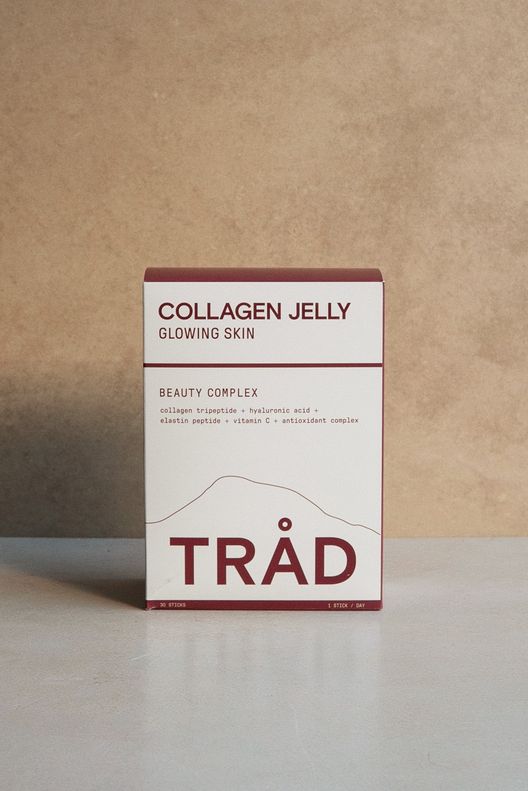 COLLAGEN JELLY
GLOWING SKIN
BEAUTY COMPLEX
collagen tripeptide + hyaluronic acid +
elastin peptide + vitamin C + antioxidant complex
TRÅD
30 STICKS
1 STICK / DAY